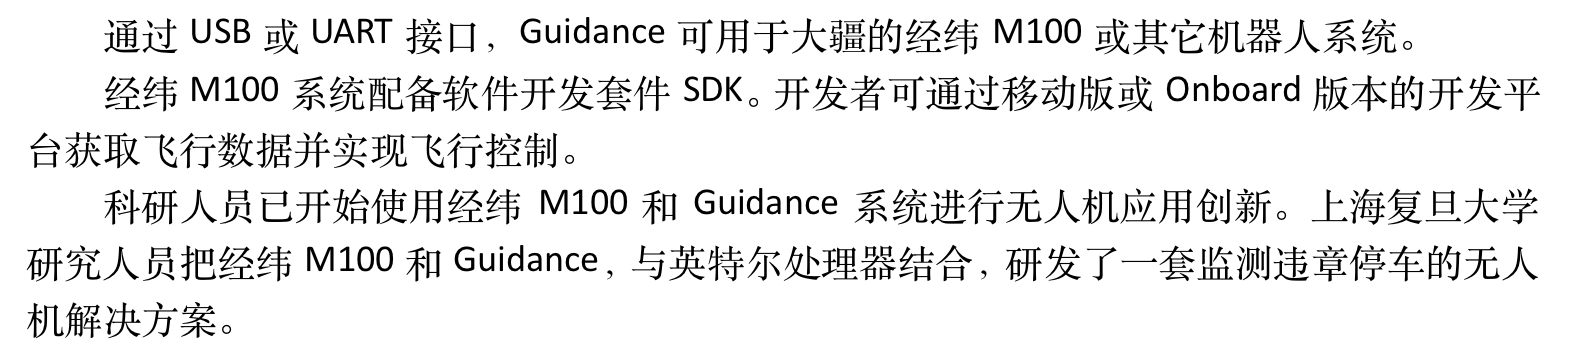 通过 USB 或 UART 接口，Guidance 可用于大疆的经纬 M100 或其它机器人系统。
经纬 M100 系统配备软件开发套件 SDK。开发者可通过移动版或 Onboard 版本的开发平
台获取飞行数据并实现飞行控制。
科研人员已开始使用经纬 M100 和 Guidance 系统进行无人机应用创新。上海复旦大学
研究人员把经纬 M100 和 Guidance，与英特尔处理器结合，研发了一套监测违章停车的无人
机解决方案。